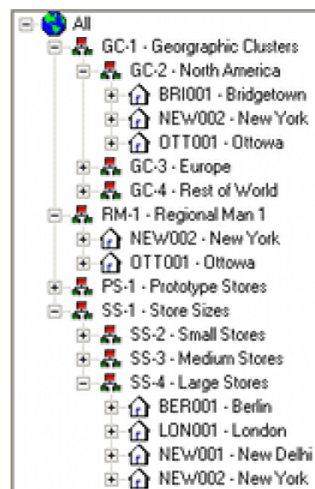 All
GC-1 - Georgraphic Clusters
GC-2 - North America
BRI001 - Bridgetown
NEW002 - New York
OTT001 - Ottowa
GC-3 - Europe
GC-4 - Rest of World
RM-1 - Regional Man 1
NEW002 - New York
OTT001 - Ottowa
PS-1 - Prototype Stores
SS-1 - Store Sizes
SS-2 - Small Stores
SS-3 - Medium Stores
SS-4 - Large Stores
BER001 - Berlin
LON001 - London
NEW001 - New Delhi
NEW002 - New York